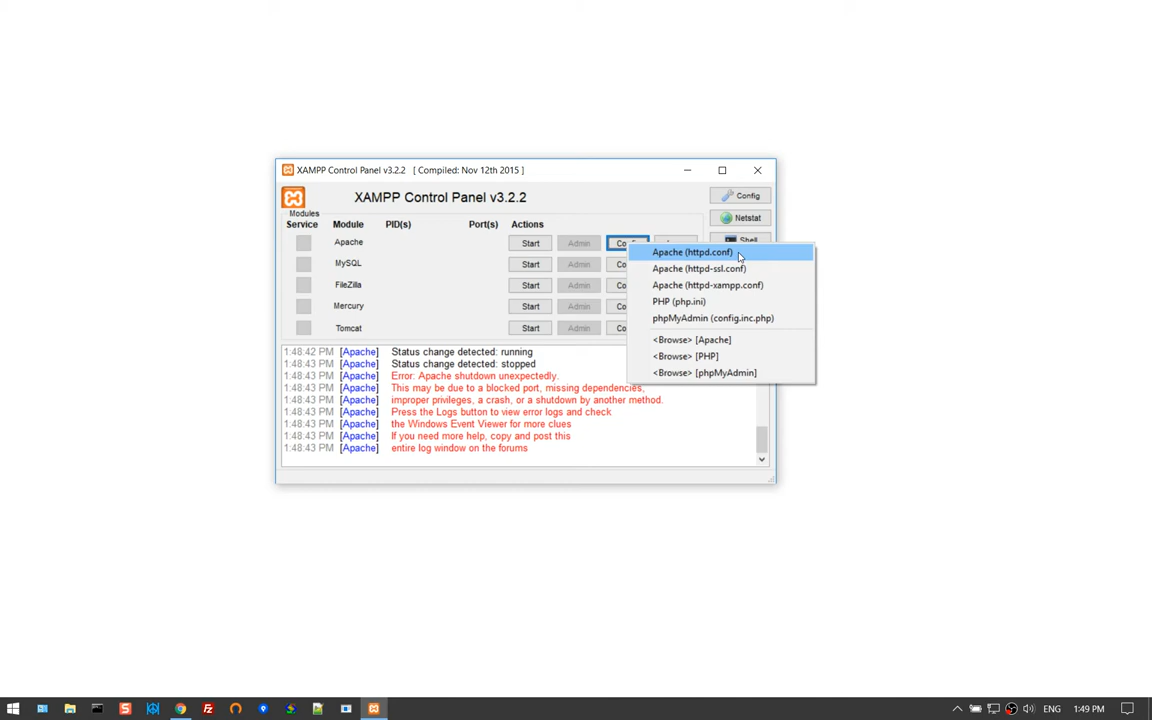 XAMPP Control Panel v3.2.2 [ Compiled: Nov 12th 2015 ]
XAMPP Control Panel v3.2.2
Config
Modules
Service Module PID(s) Port(s) Actions
Netstat
Shell
Apache Start Admin
MySQL Start Admin
FileZilla Start Admin
Mercury Start Admin
Tomcat Start Admin
Apache (httpd.conf)
Apache (httpd-ssl.conf)
Apache (httpd-xampp.conf)
PHP (php.ini)
phpMyAdmin (config.inc.php)
<Browse> [Apache]
<Browse> [PHP]
<Browse> [phpMyAdmin]
1:48:42 PM [Apache] Status change detected: running
1:48:43 PM [Apache] Status change detected: stopped
1:48:43 PM [Apache] Error: Apache shutdown unexpectedly.
1:48:43 PM [Apache] This may be due to a blocked port, missing dependencies,
1:48:43 PM [Apache] improper privileges, a crash, or a shutdown by another method.
1:48:43 PM [Apache] Press the Logs button to view error logs and check
1:48:43 PM [Apache] the Windows Event Viewer for more clues
1:48:43 PM [Apache] If you need more help, copy and post this
1:48:43 PM [Apache] entire log window on the forums
ENG 1:49 PM